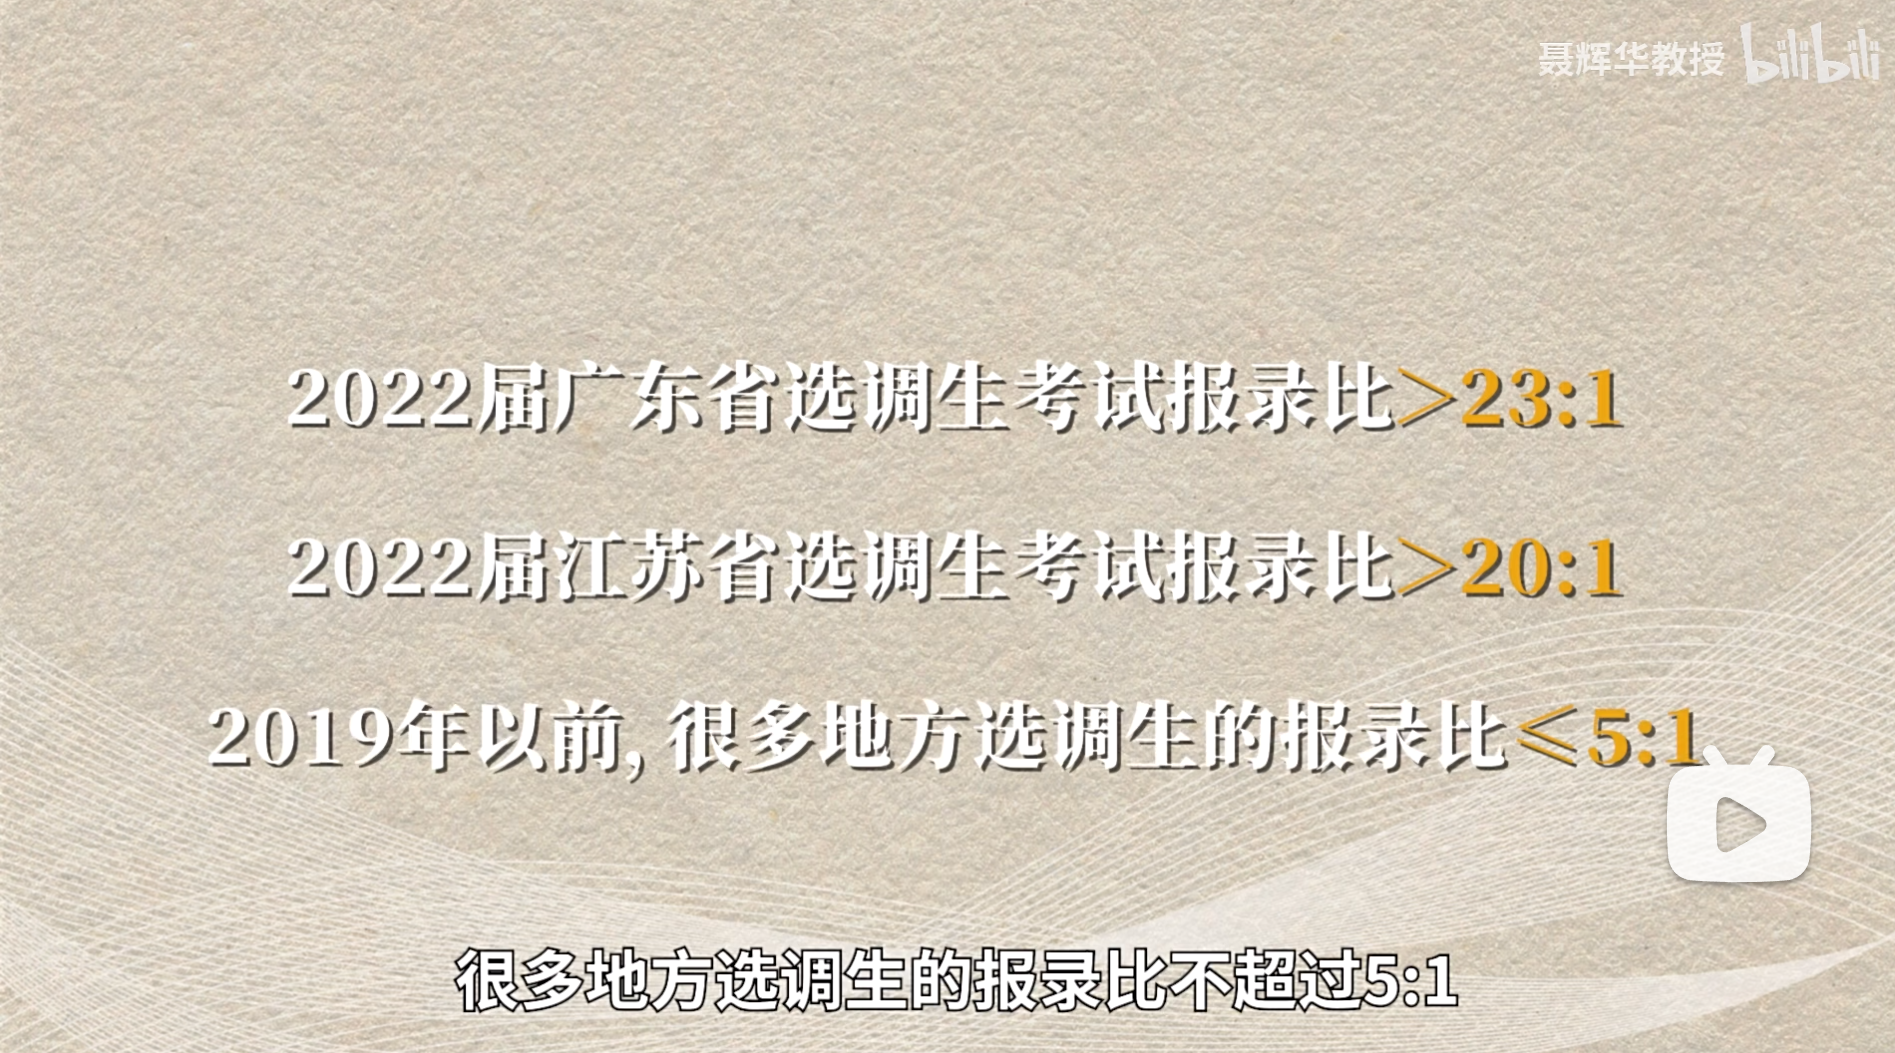 聂辉华教授 bilibili
2022届广东省选调生考试报录比>23:1
2022届江苏省选调生考试报录比>20:1
2019年以前,很多地方选调生的报录比≤5:1
很多地方选调生的报录比不超过5:1